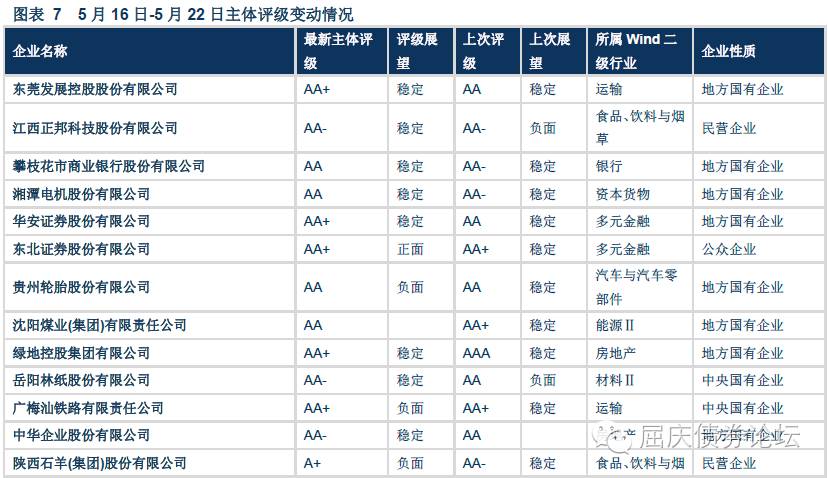 图表 7 5 月 16 日-5 月 22 日主体评级变动情况
企业名称 最新主体评级 评级展望 上次评级 上次展望 所属 Wind 二级行业 企业性质
东莞发展控股股份有限公司 AA+ 稳定 AA 稳定 运输 地方国有企业
江西正邦科技股份有限公司 AA- 稳定 AA- 负面 食品、饮料与烟草 民营企业
攀枝花市商业银行股份有限公司 AA 稳定 AA- 稳定 银行 地方国有企业
湘潭电机股份有限公司 AA 稳定 AA- 稳定 资本货物 地方国有企业
华安证券股份有限公司 AA+ 稳定 AA 稳定 多元金融 地方国有企业
东北证券股份有限公司 AA+ 正面 AA+ 稳定 多元金融 公众企业
贵州轮胎股份有限公司 AA 负面 AA 稳定 汽车与汽车零部件 地方国有企业
沈阳煤业(集团)有限责任公司 AA AA+ 稳定 能源Ⅱ 地方国有企业
绿地控股集团有限公司 AA+ 稳定 AAA 稳定 房地产 地方国有企业
岳阳林纸股份有限公司 AA- 稳定 AA 负面 材料Ⅱ 中央国有企业
广梅汕铁路有限责任公司 AA+ 负面 AA+ 稳定 运输 中央国有企业
中华企业股份有限公司 AA- 稳定 AA 产 地方国有企业
陕西石羊(集团)股份有限公司 A+ 负面 AA- 稳定 食品、饮料与烟 民营企业
屈庆债券论坛